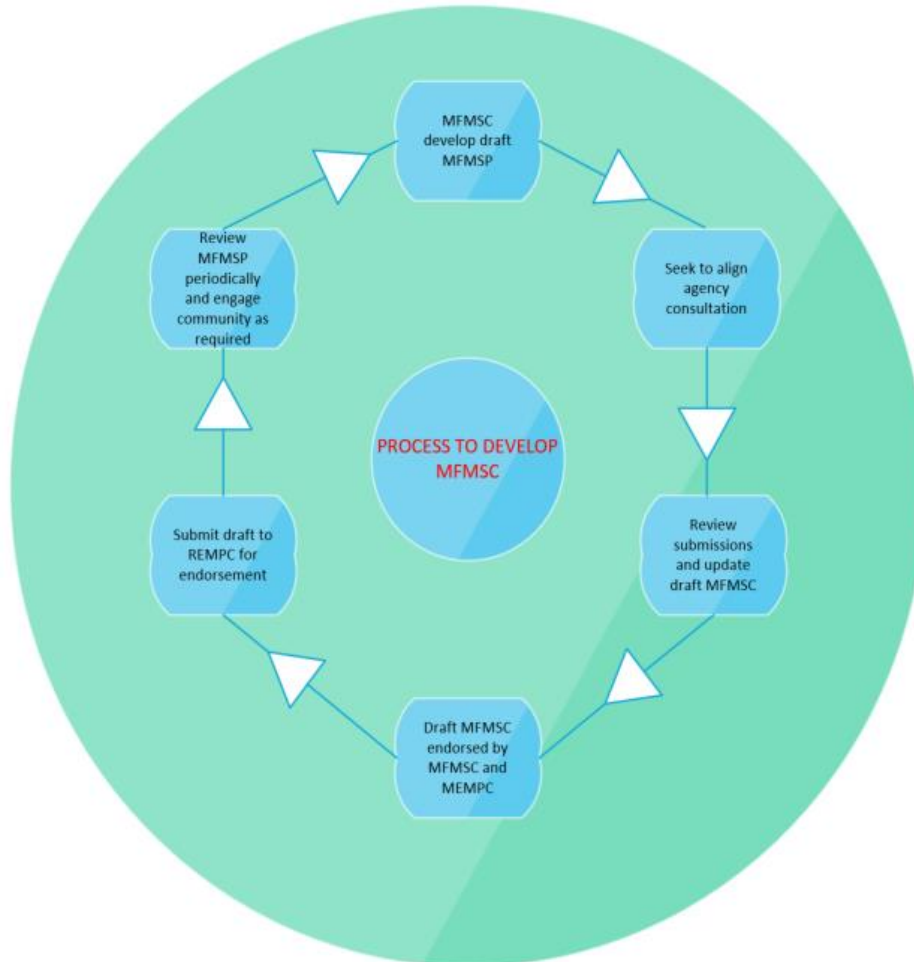 MFMSC
develop draft
MFMSP
Seek to align
agency
consultation
Review
submissions
and update
draft MFMSC
Draft MFMSC
endorsed by
MFMSC and
MEMPC
Submit draft to
REMPC for
endorsement
Review
MFMSP
periodically
and engage
community as
required
PROCESS TO DEVELOP
MFMSC